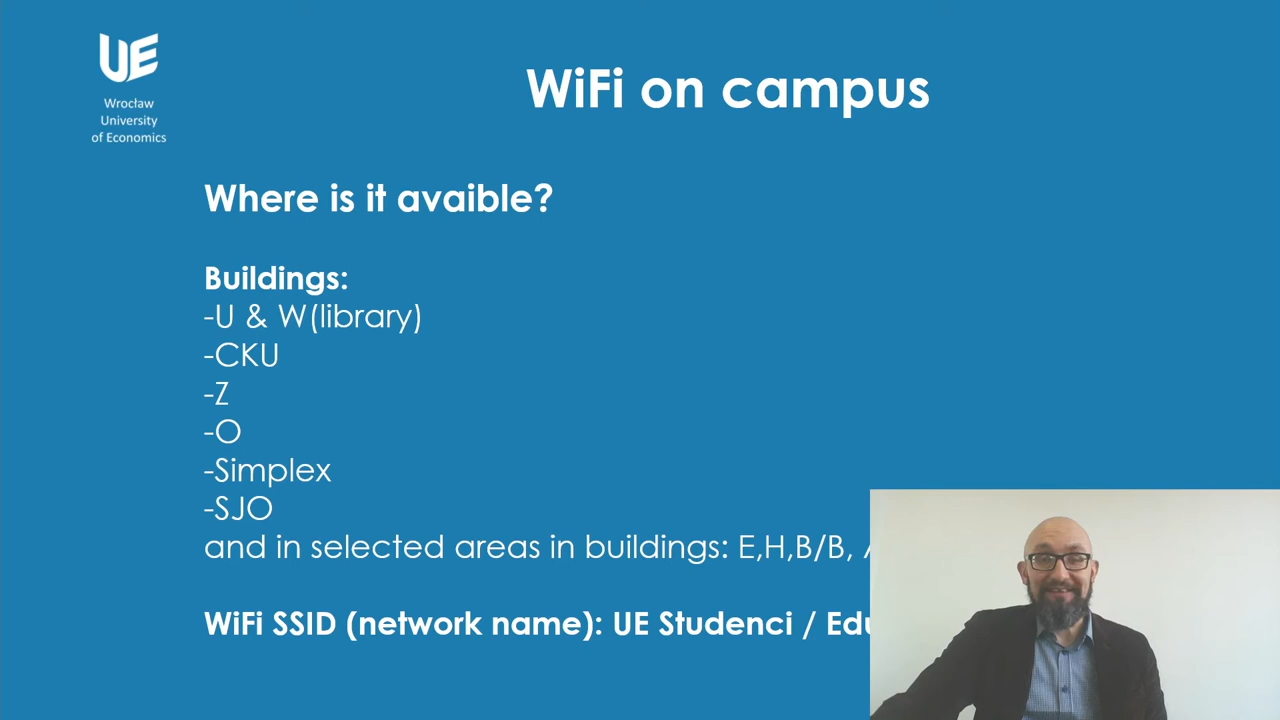 UE
Wrocław
University
of Economics
WiFi on campus
Where is it avaible?
Buildings:
-U & W(library)
-CKU
-Z
-O
-Simplex
-SJO
and in selected areas in buildings: E,H,B/B,
WiFi SSID (network name): UE Studenci /